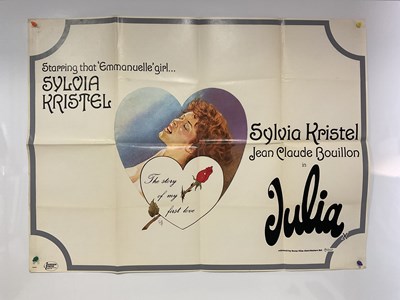 Starring that 'Emmanuelle' girl...
SYLVIA
KRISTEL
Sylvia Kristel
Jean Claude Bouillon
in
Julia
The story
of my
first love